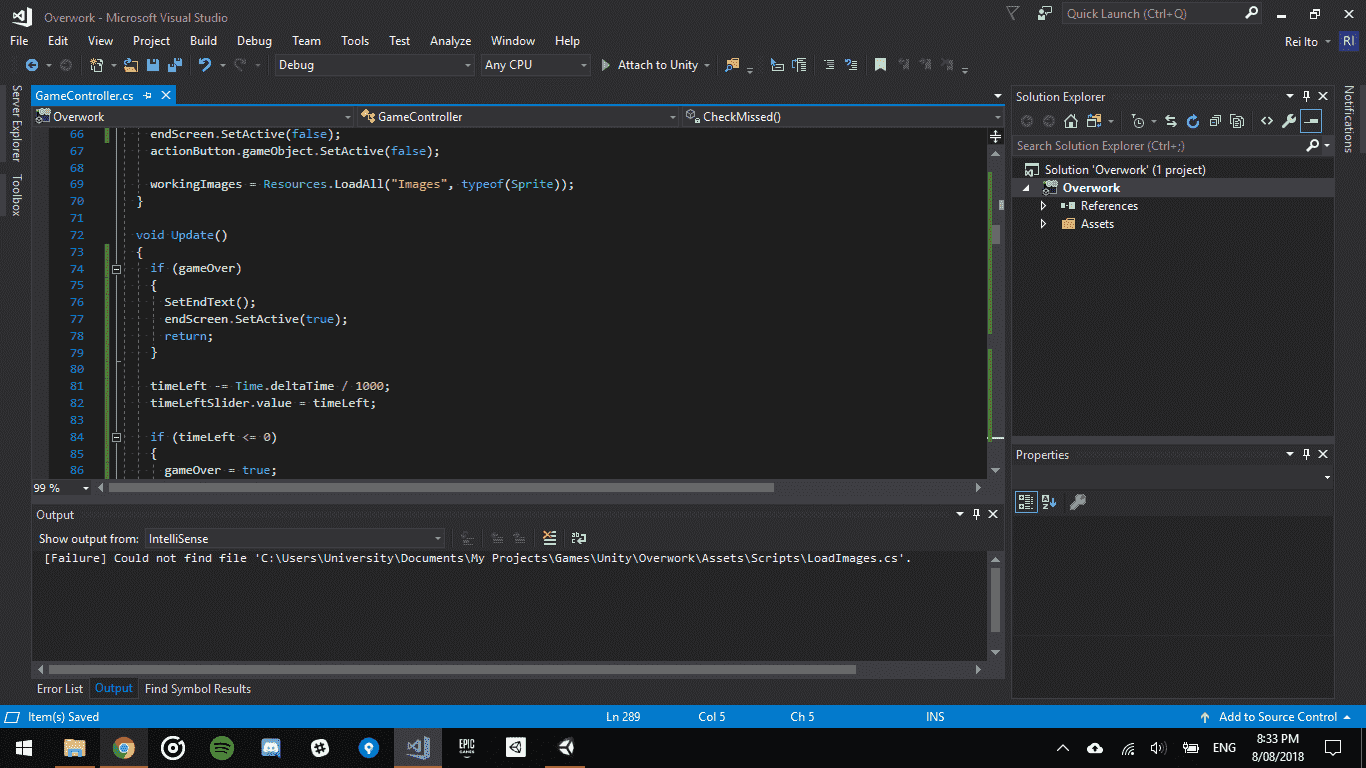 Overwork - Microsoft Visual Studio
Quick Launch (Ctrl+Q)
File Edit View Project Build Debug Team Tools Test Analyze Window Help
Rei Ito RI
Debug Any CPU Attach to Unity
Server Explorer
Toolbox
Notifications
GameController.cs
Overwork GameController CheckMissed()
66 endScreen.SetActive(false);
67 actionButton.gameObject.SetActive(false);
68
69 workingImages = Resources.LoadAll("Images", typeof(Sprite));
70 }
71
72 void Update()
73 {
74 if (gameOver)
75 {
76 SetEndText();
77 endScreen.SetActive(true);
78 return;
79 }
80
81 timeLeft -= Time.deltaTime / 1000;
82 timeLeftSlider.value = timeLeft;
83
84 if (timeLeft <= 0)
85 {
86 gameOver = true;
99 %
Solution Explorer
Search Solution Explorer (Ctrl+;)
Solution 'Overwork' (1 project)
Overwork
References
Assets
Properties
Output
Show output from: IntelliSense
[Failure] Could not find file 'C:\Users\University\Documents\My Projects\Games\Unity\Overwork\Assets\Scripts\LoadImages.cs'.
Error List Output Find Symbol Results
Item(s) Saved Ln 289 Col 5 Ch 5 INS Add to Source Control
EPIC GAMES
ENG
8:33 PM
8/08/2018